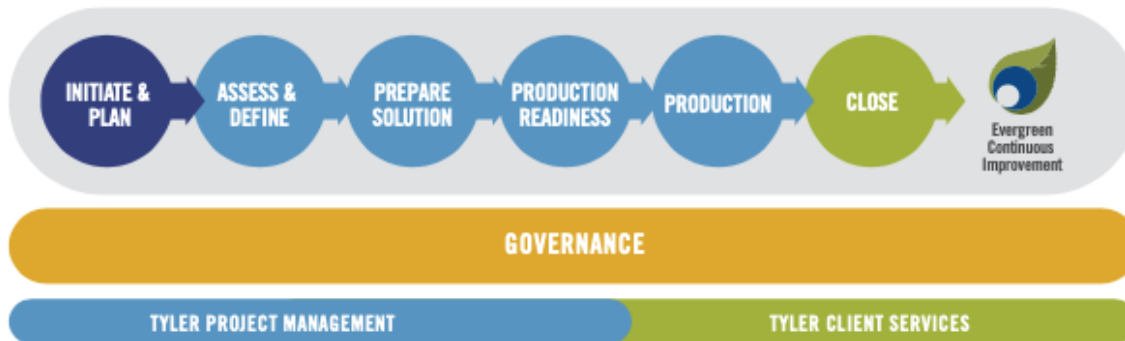 INITIATE &
PLAN
ASSESS &
DEFINE
PREPARE
SOLUTION
PRODUCTION
READINESS
PRODUCTION
CLOSE
Evergreen
Continuous
Improvement
GOVERNANCE
TYLER PROJECT MANAGEMENT
TYLER CLIENT SERVICES